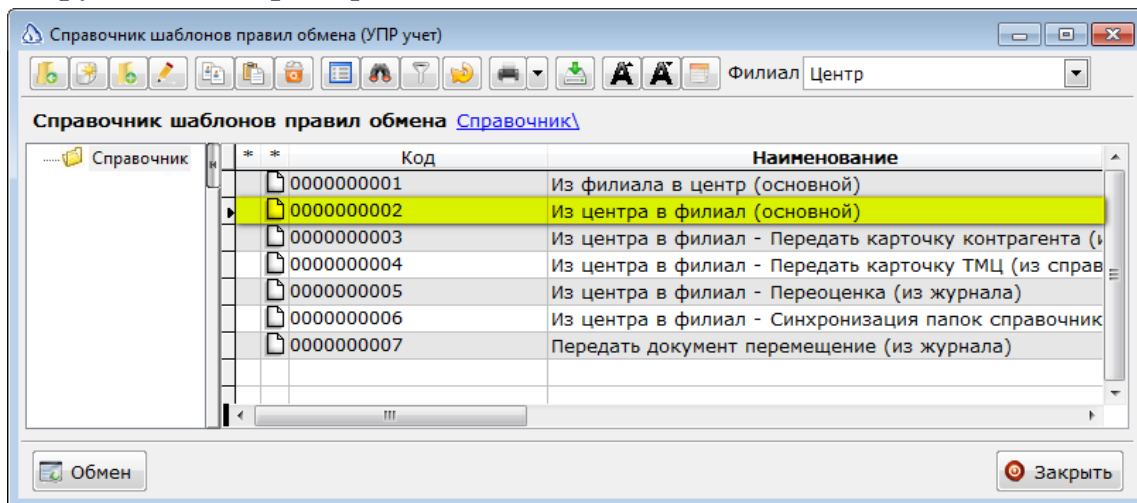 Справочник шаблонов правил обмена (УПР учет)
Филиал Центр
Справочник шаблонов правил обмена Справочник\
Справочник
* * Код Наименование
0000000001 Из филиала в центр (основной)
0000000002 Из центра в филиал (основной)
0000000003 Из центра в филиал - Передать карточку контрагента (и
0000000004 Из центра в филиал - Передать карточку ТМЦ (из справ
0000000005 Из центра в филиал - Переоценка (из журнала)
0000000006 Из центра в филиал - Синхронизация папок справочник
0000000007 Передать документ перемещение (из журнала)
Обмен
Закрыть